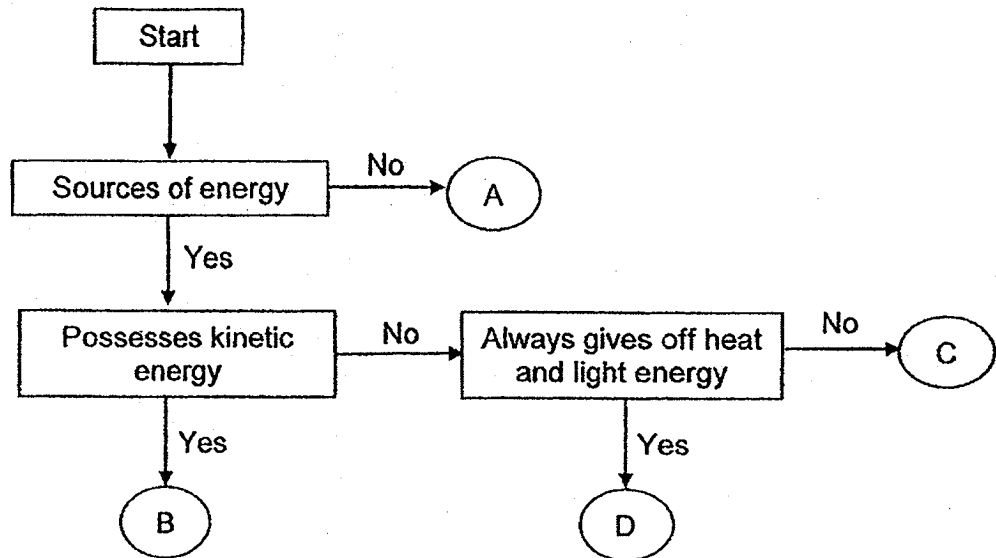 Start
Sources of energy
No
A
Yes
Possesses kinetic
energy
No
Always gives off heat
and light energy
No
C
Yes
B
Yes
D